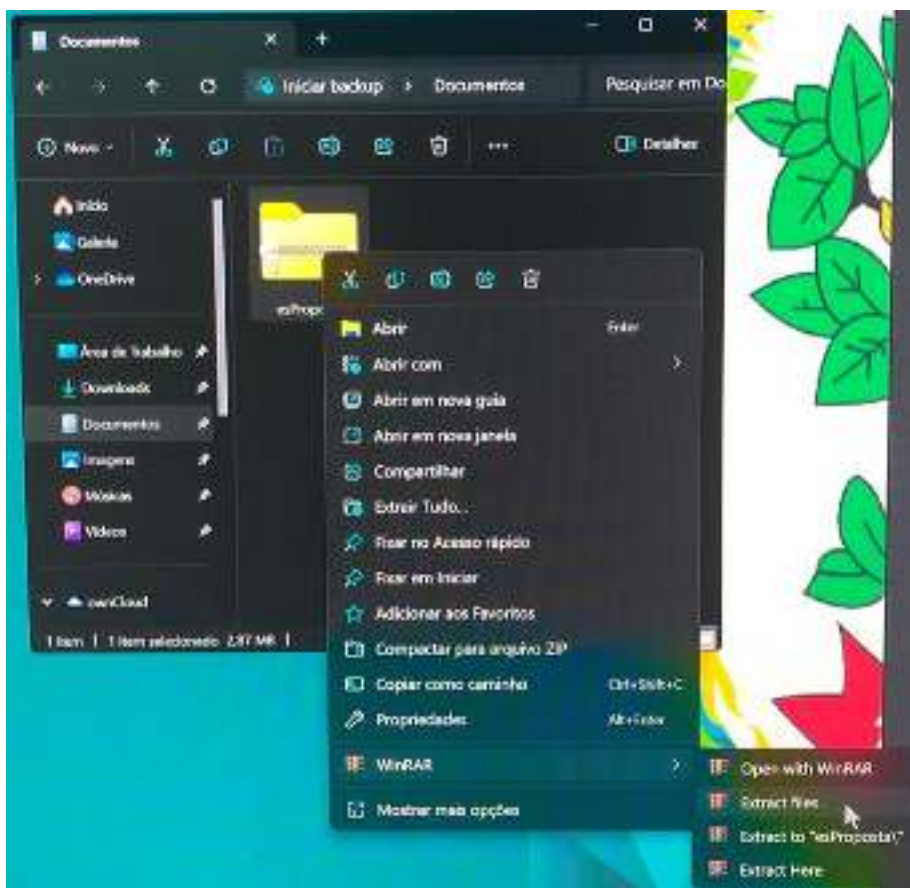 Documentos
Iniciar backup > Documentos
Pesquisar em Do
Novo
Detalhes
Início
Galeria
OneDrive
Área de Trabalho
Downloads
Documentos
Imagens
Músicas
Vídeos
ownCloud
1 item | 1 item selecionado 2,87 MB |
esPropo
Abrir Enter
Abrir com
Abrir em nova guia
Abrir em nova janela
Compartilhar
Extrair Tudo...
Fixar no Acesso rápido
Fixar em Iniciar
Adicionar aos Favoritos
Compactar para arquivo ZIP
Copiar como caminho Ctrl+Shift+C
Propriedades Alt+Enter
WinRAR
Mostrar mais opções
Open with WinRAR
Extract files
Extract to "esProposta\"
Extract Here